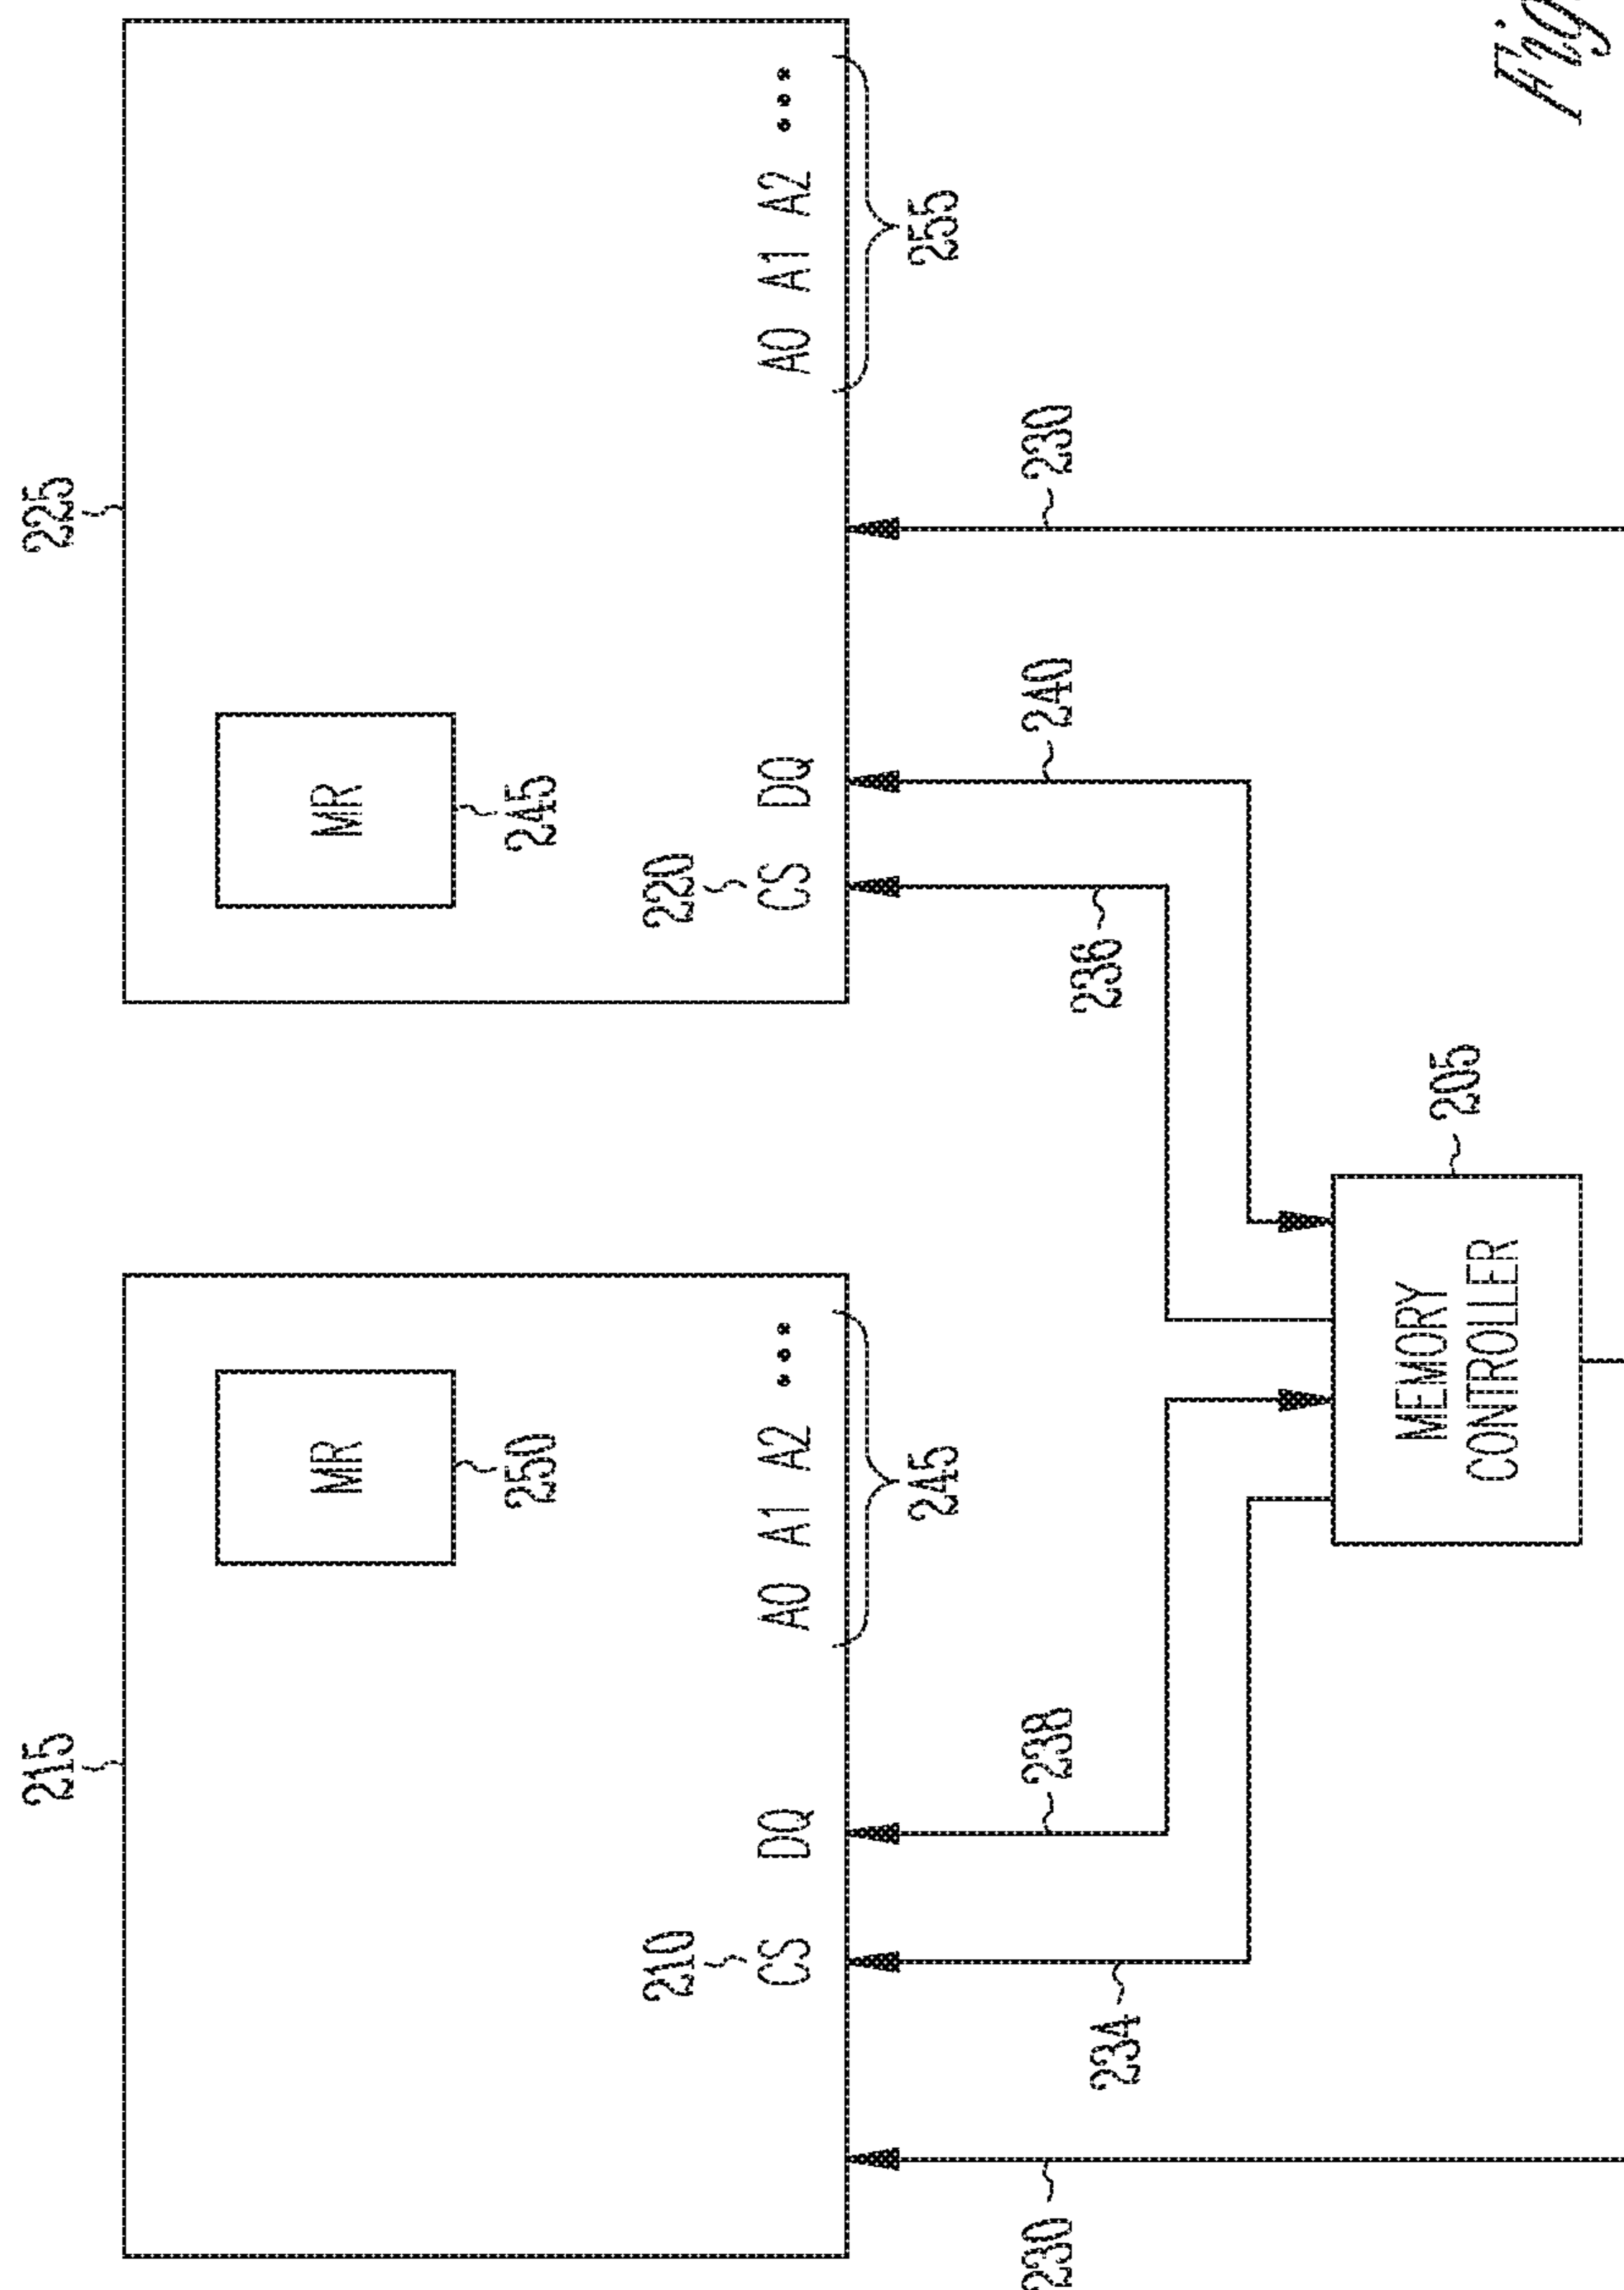 215
225
MR
250
MR
245
210
220
CS DQ A0 A1 A2 •••
CS DQ A0 A1 A2 •••
245
255
230
234
238
236
240
230
MEMORY
CONTROLLER
205
Fig